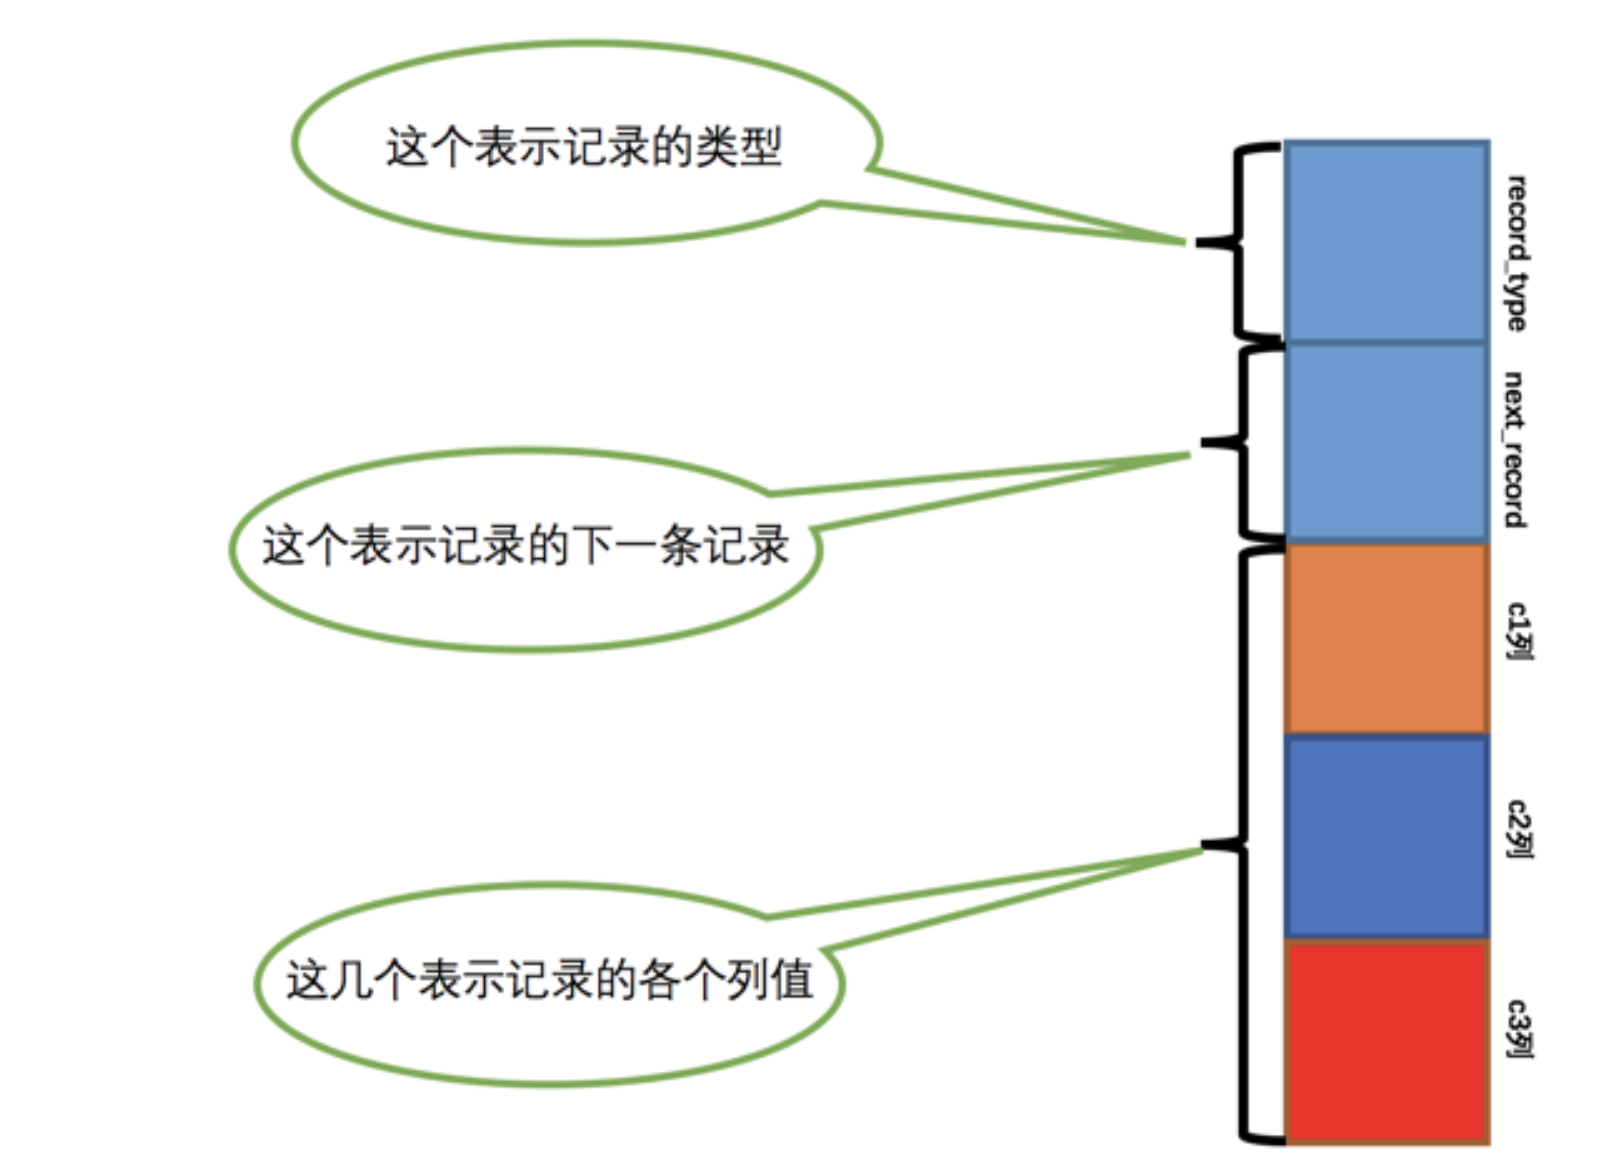 这个表示记录的类型
record_type
next_record
这个表示记录的下一条记录
c1列
c2列
这几个表示记录的各个列值
c3列